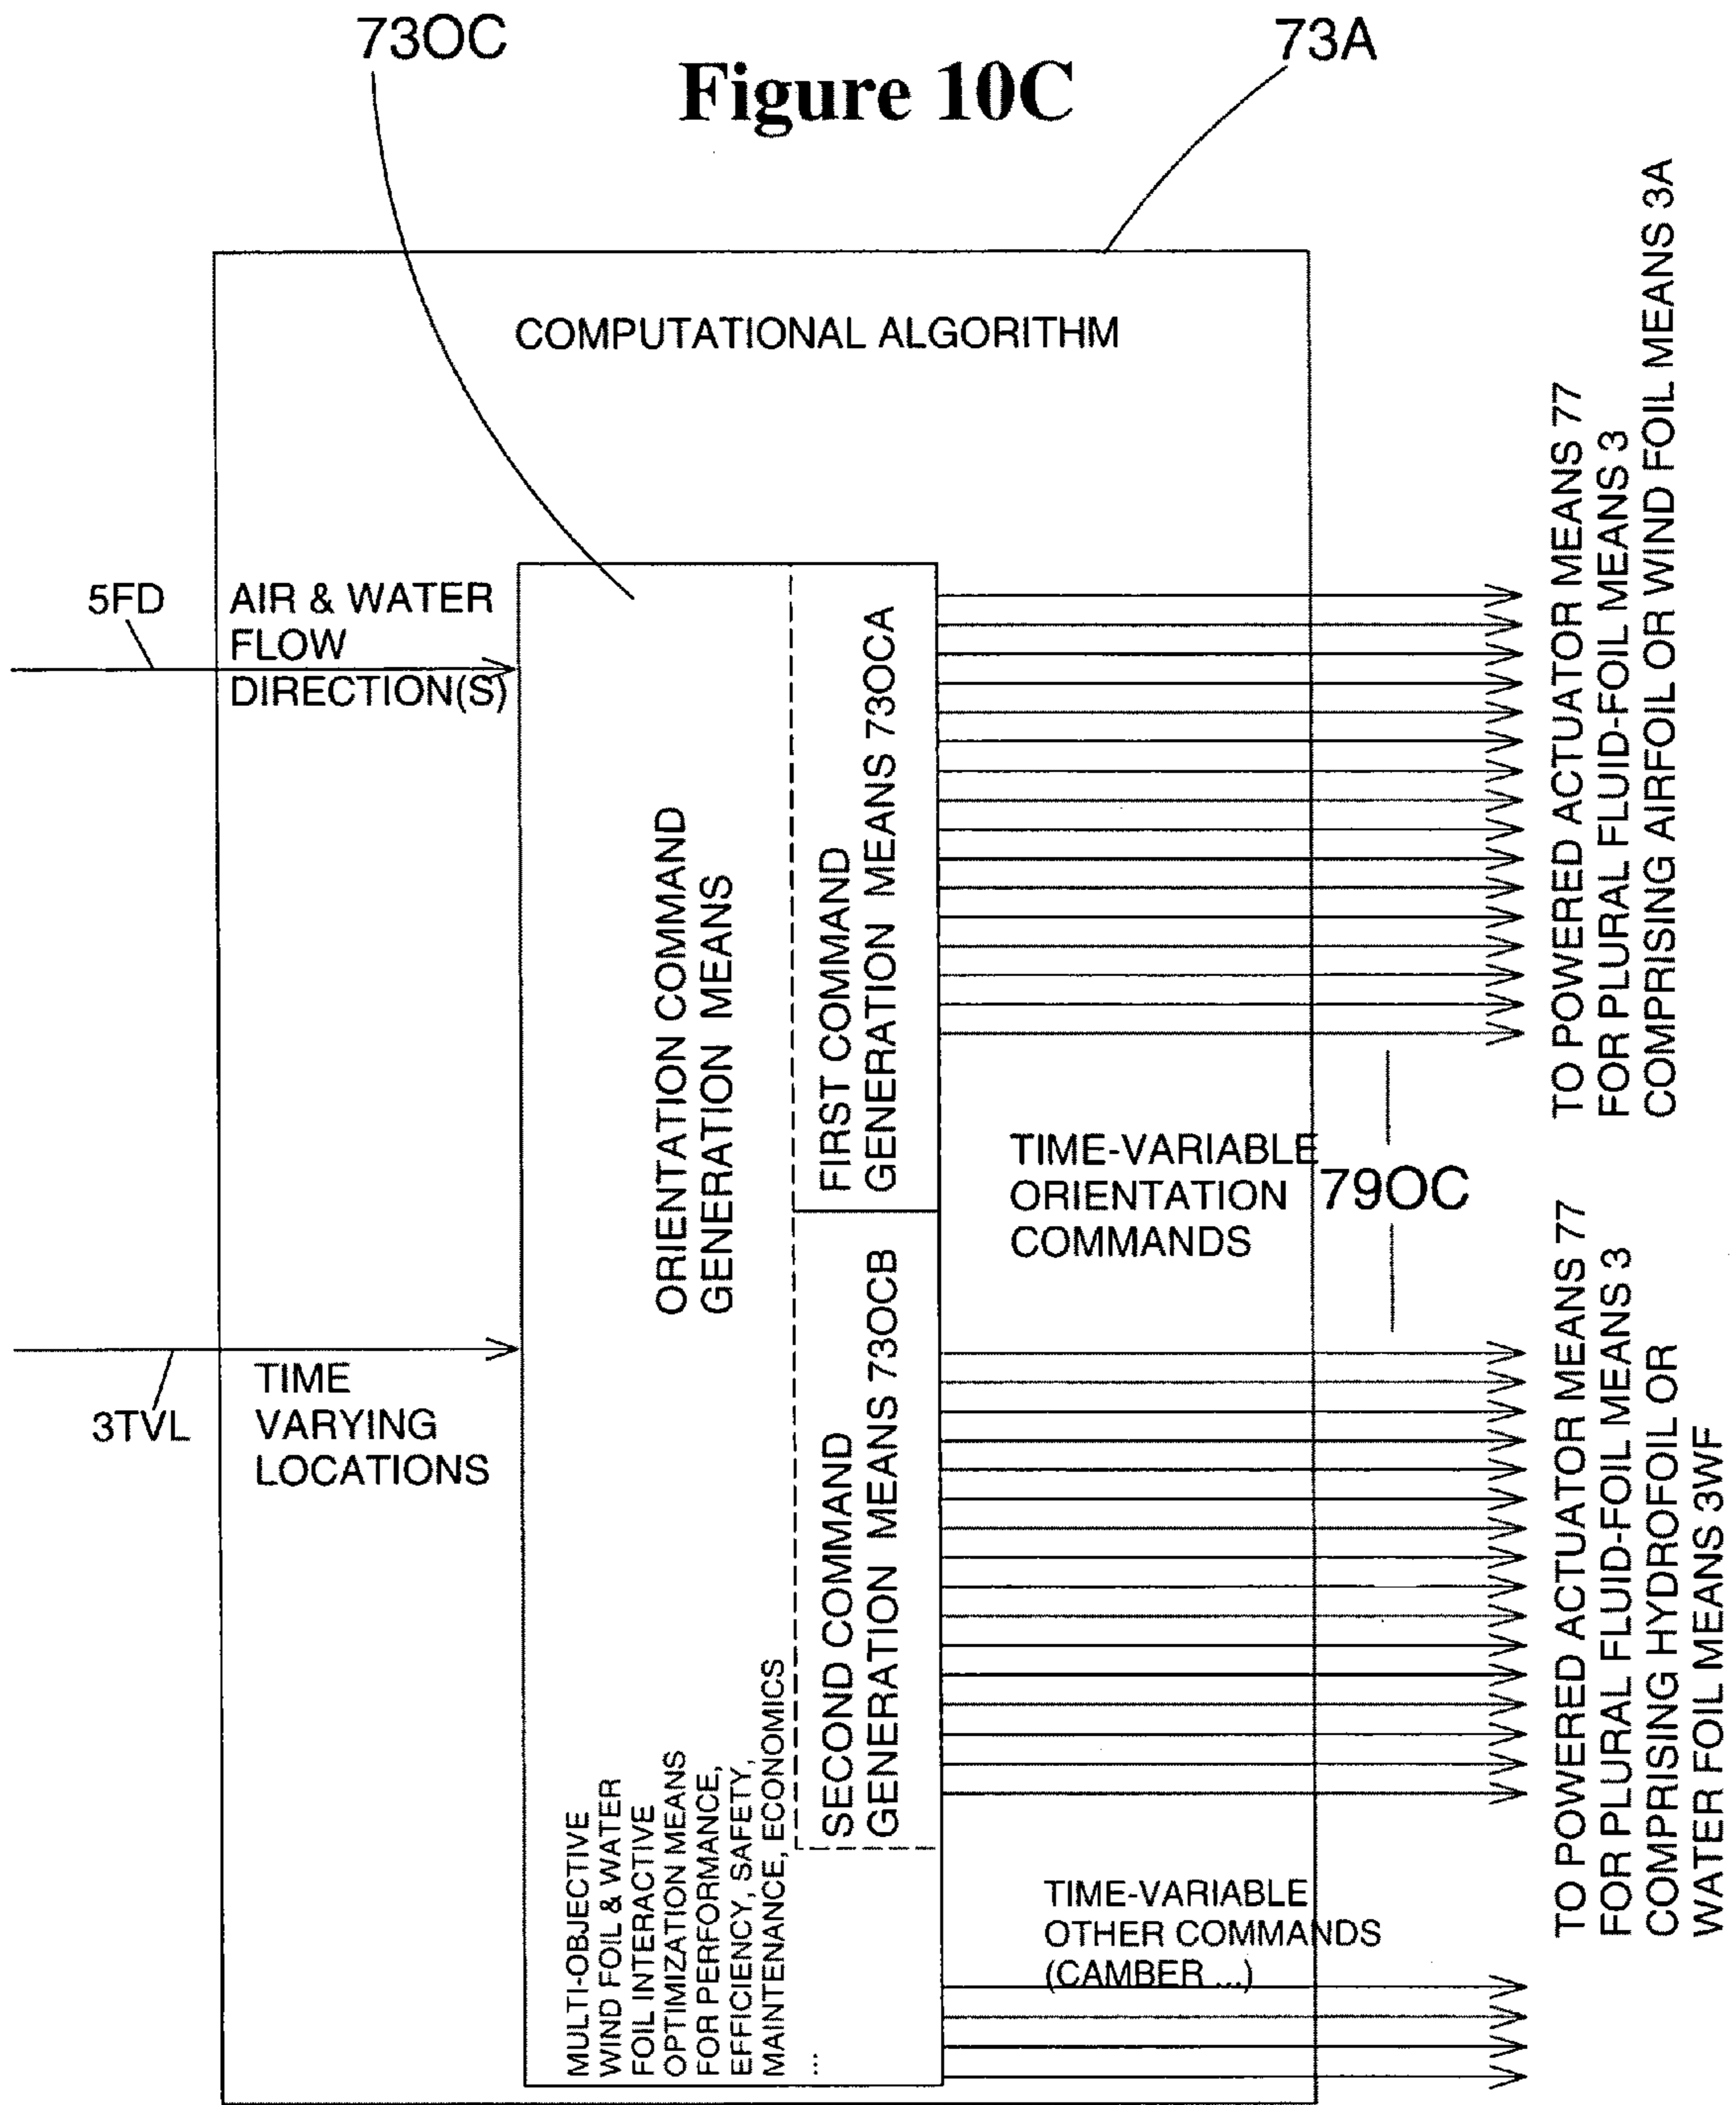 73OC
73A
Figure 10C
COMPUTATIONAL ALGORITHM
5FD
AIR & WATER
FLOW
DIRECTION(S)
3TVL
TIME
VARYING
LOCATIONS
ORIENTATION COMMAND
GENERATION MEANS
FIRST COMMAND
GENERATION MEANS 73OCA
SECOND COMMAND
GENERATION MEANS 73OCB
MULTI-OBJECTIVE
WIND FOIL & WATER
FOIL INTERACTIVE
OPTIMIZATION MEANS
FOR PERFORMANCE,
EFFICIENCY, SAFETY,
MAINTENANCE, ECONOMICS
...
TIME-VARIABLE
ORIENTATION
COMMANDS
79OC
TIME-VARIABLE
OTHER COMMANDS
(CAMBER ...)
TO POWERED ACTUATOR MEANS 77
FOR PLURAL FLUID-FOIL MEANS 3
COMPRISING AIRFOIL OR WIND FOIL MEANS 3A
TO POWERED ACTUATOR MEANS 77
FOR PLURAL FLUID-FOIL MEANS 3
COMPRISING HYDROFOIL OR
WATER FOIL MEANS 3WF